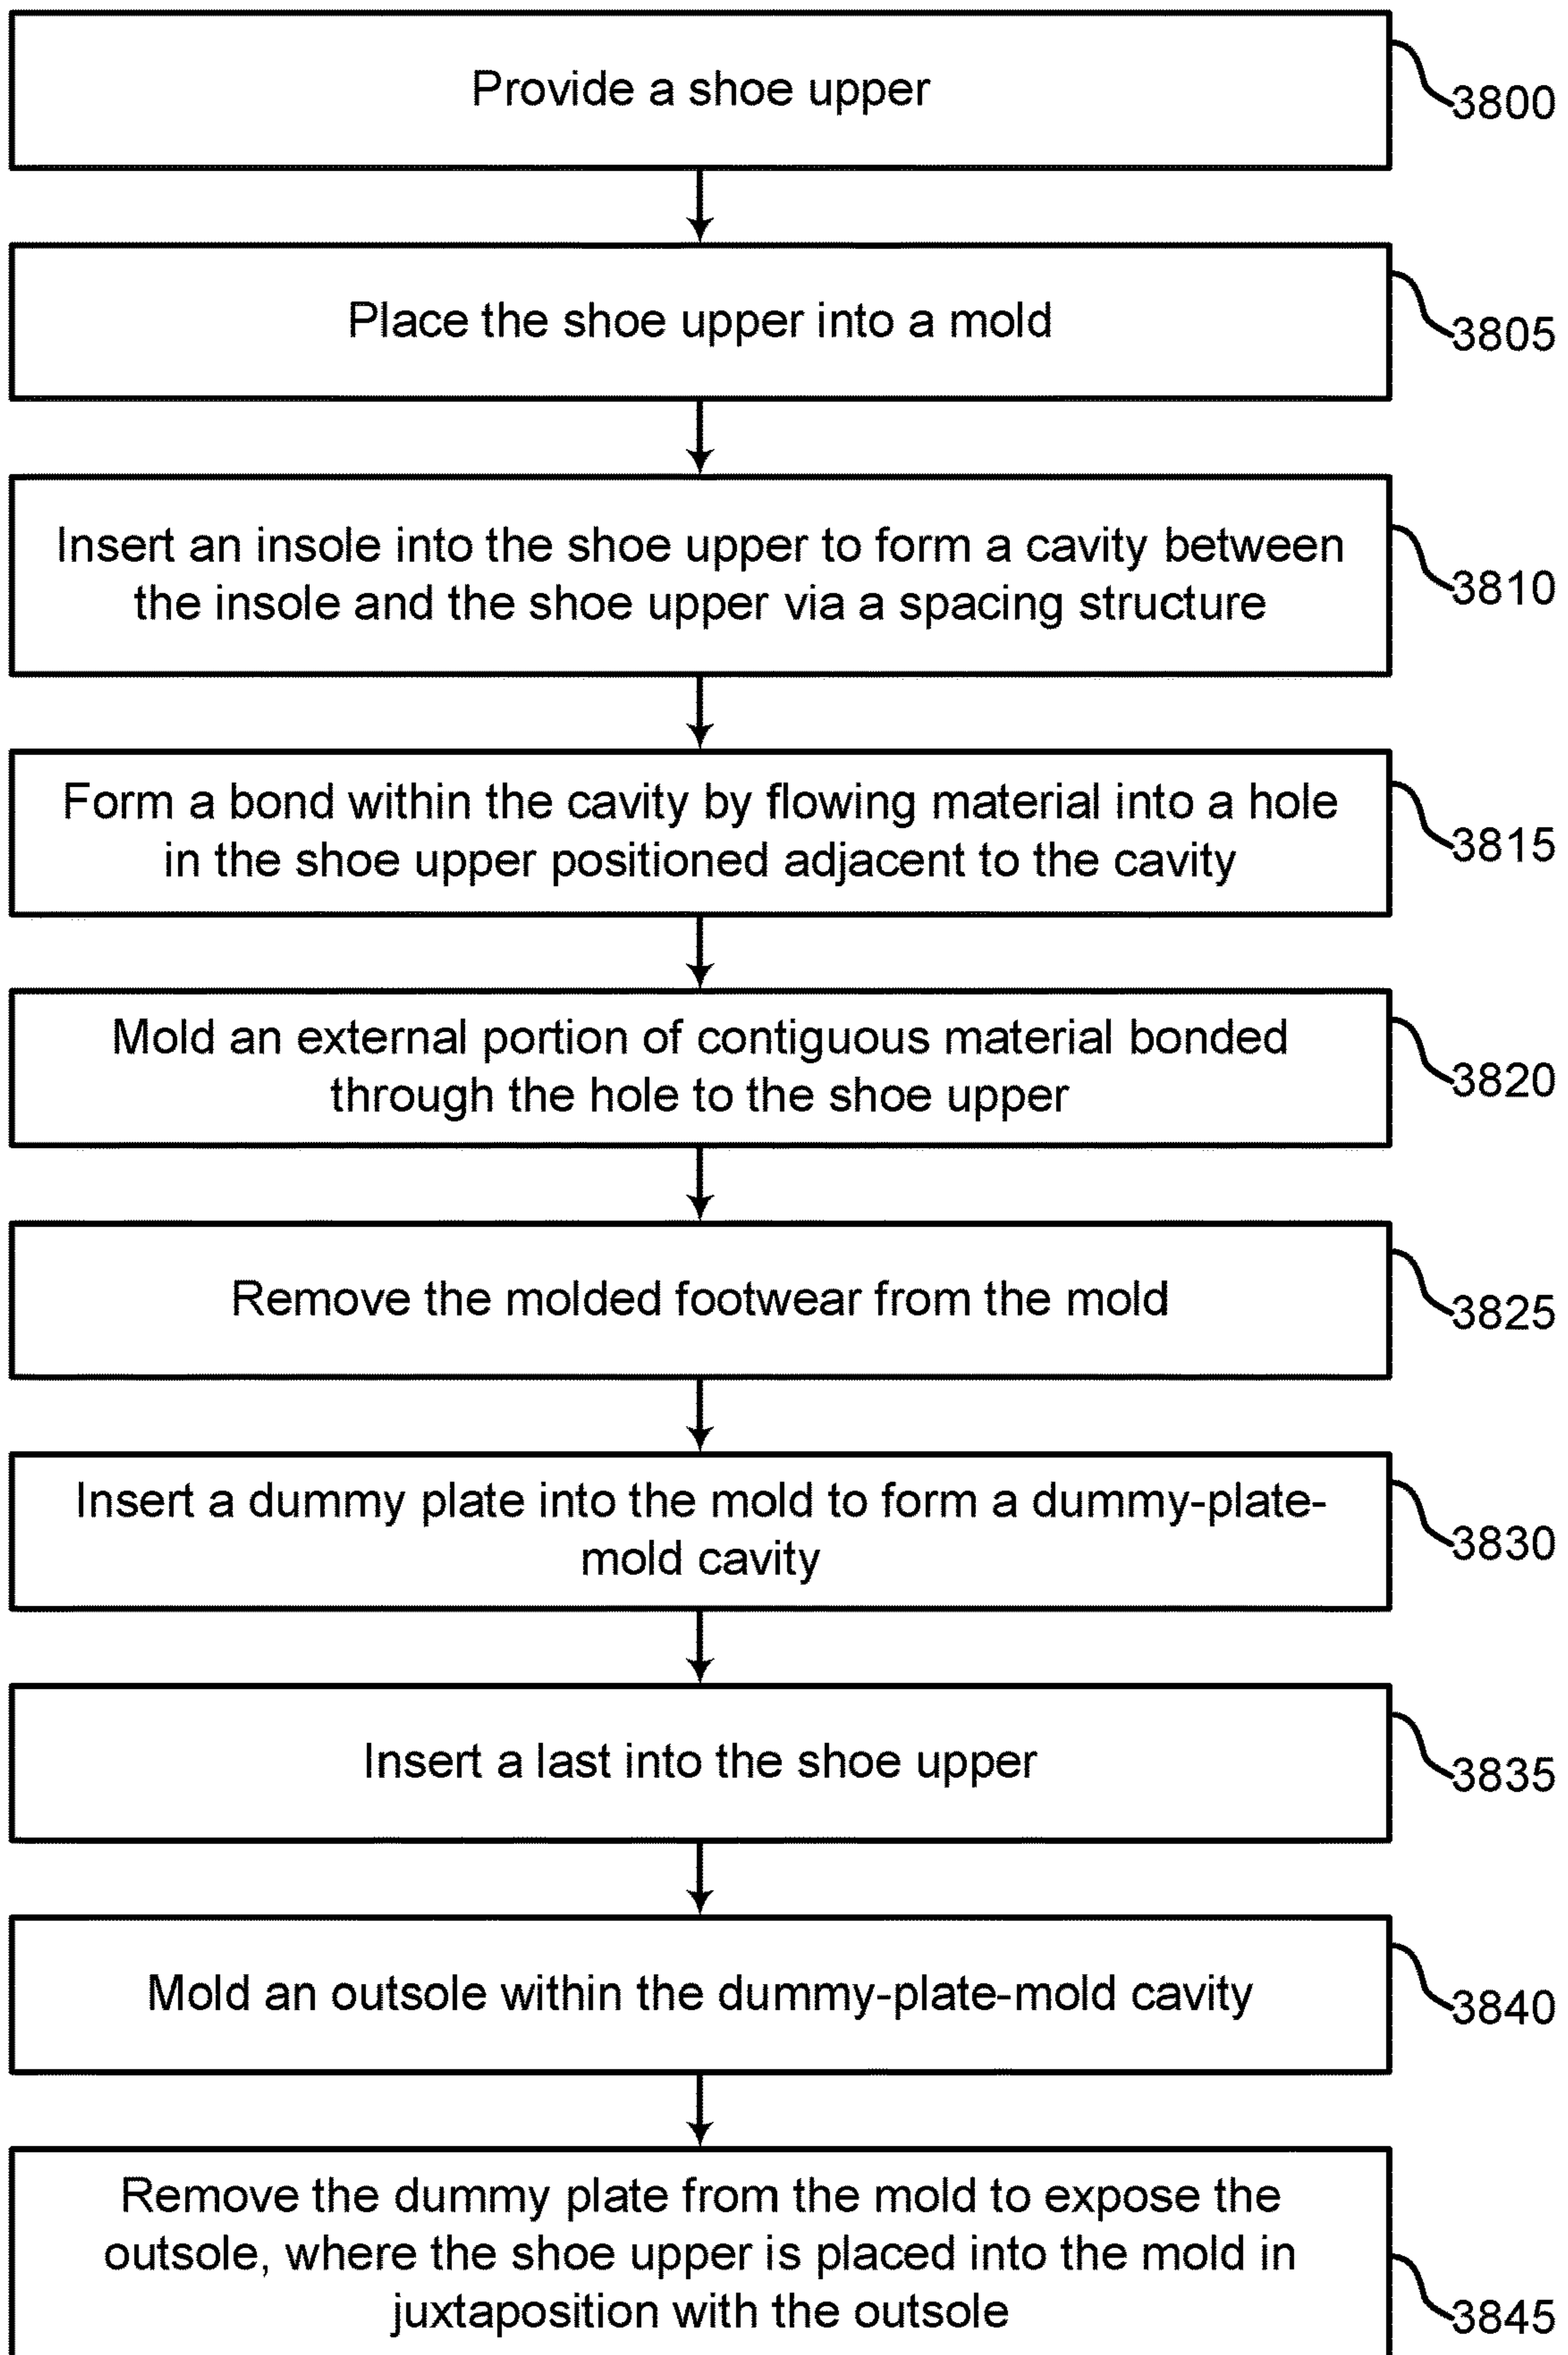 Provide a shoe upper
3800
Place the shoe upper into a mold
3805
Insert an insole into the shoe upper to form a cavity between
the insole and the shoe upper via a spacing structure
3810
Form a bond within the cavity by flowing material into a hole
in the shoe upper positioned adjacent to the cavity
3815
Mold an external portion of contiguous material bonded
through the hole to the shoe upper
3820
Remove the molded footwear from the mold
3825
Insert a dummy plate into the mold to form a dummy-plate-
mold cavity
3830
Insert a last into the shoe upper
3835
Mold an outsole within the dummy-plate-mold cavity
3840
Remove the dummy plate from the mold to expose the
outsole, where the shoe upper is placed into the mold in
juxtaposition with the outsole
3845